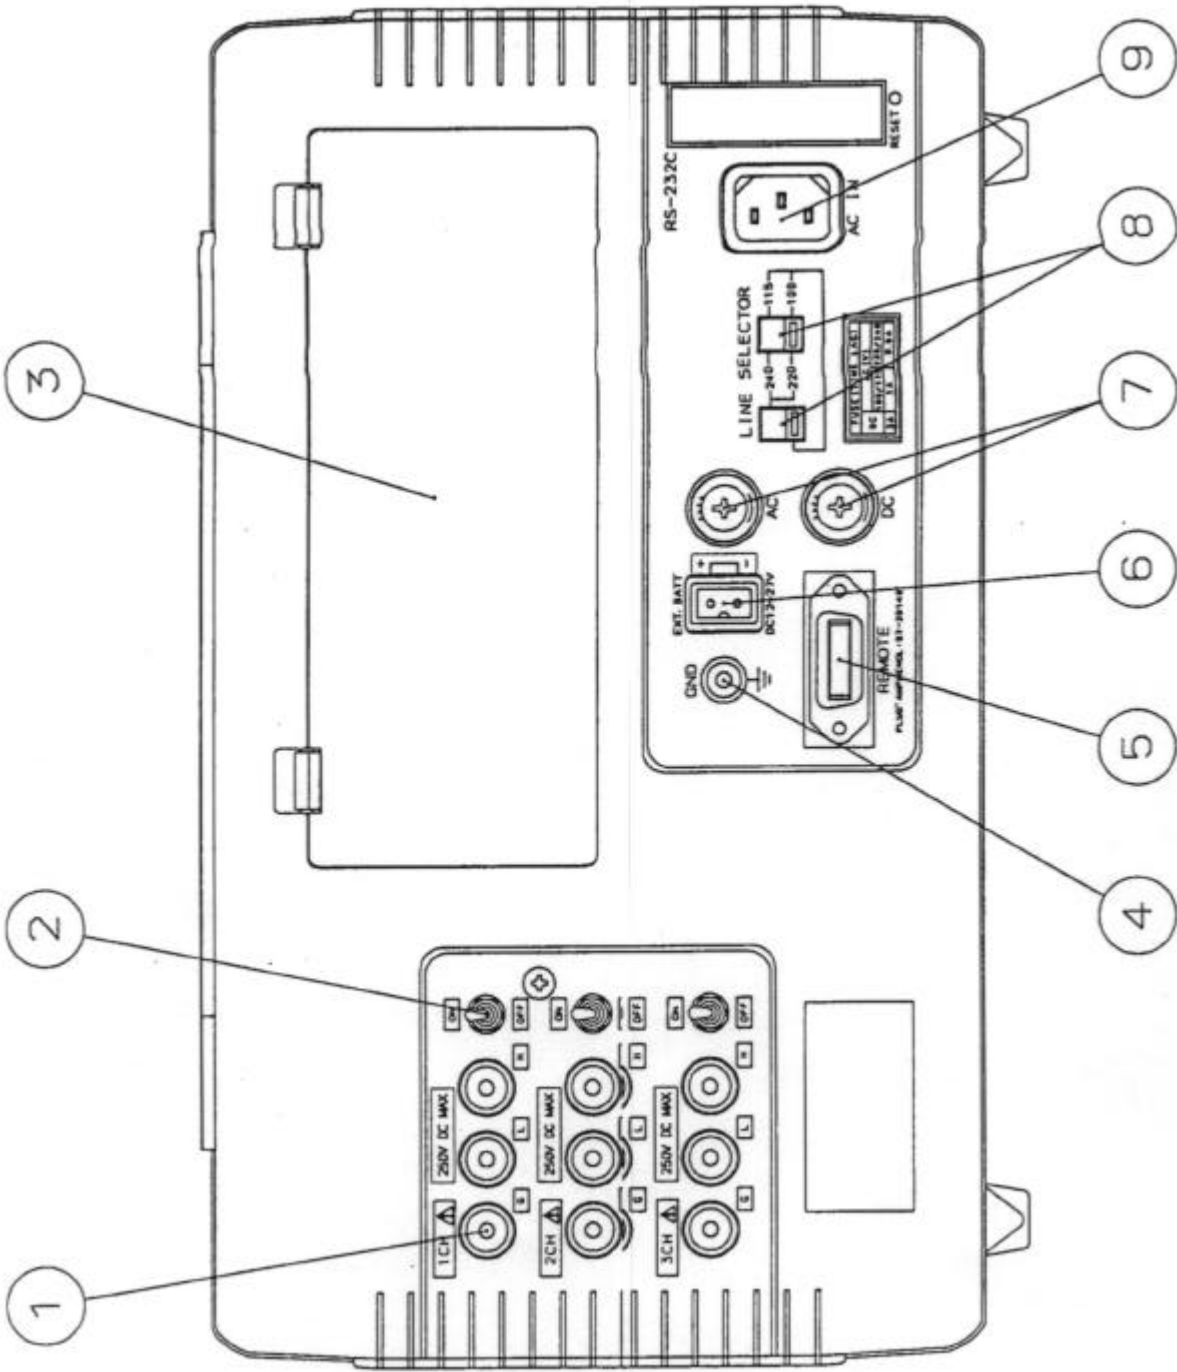 1
2
3
1CH
250V DC MAX
G
L
H
ON
OFF
2CH
250V DC MAX
G
L
H
ON
OFF
3CH
250V DC MAX
G
L
H
ON
OFF
GND
EXT. BATT
+
-
DC12-27V
AC
DC
REMOTE
LINE SELECTOR
240
220
115
100
RS-232C
AC IN
RESET
4
5
6
7
8
9